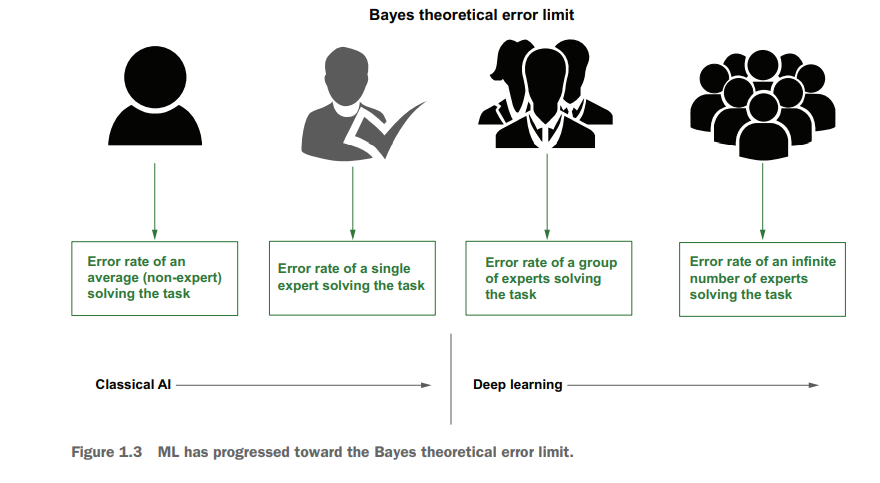 Bayes theoretical error limit
Error rate of an
average (non-expert)
solving the task
Error rate of a single
expert solving the task
Error rate of a group
of experts solving
the task
Error rate of an infinite
number of experts
solving the task
Classical AI
Deep learning
Figure 1.3 ML has progressed toward the Bayes theoretical error limit.